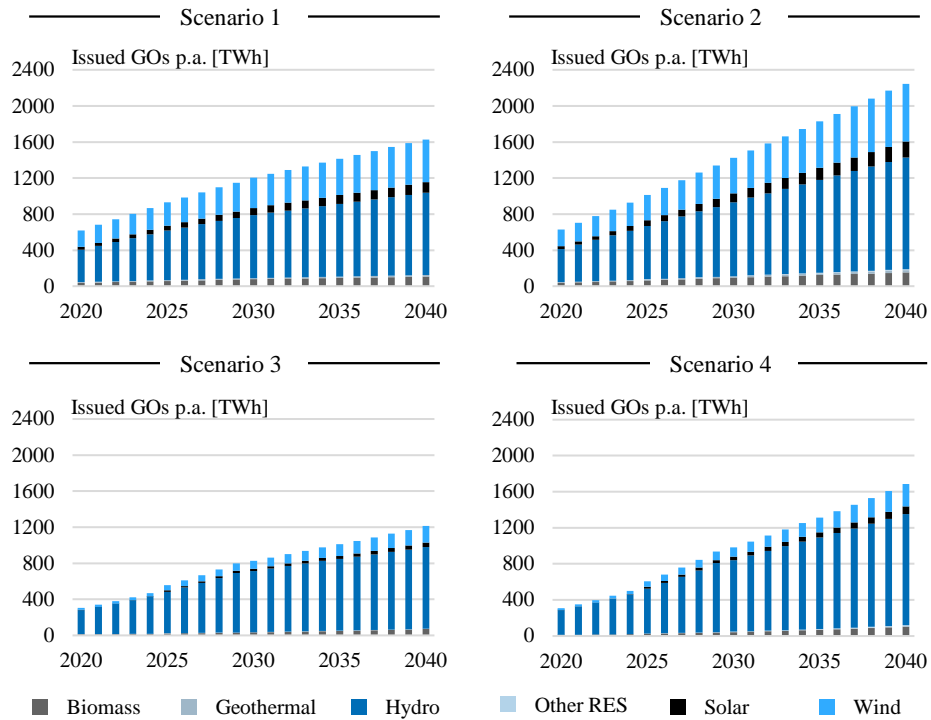 Scenario 1
Issued GOs p.a. [TWh]
2400
2000
1600
1200
800
400
0
2020 2025 2030 2035 2040
Scenario 2
Issued GOs p.a. [TWh]
2400
2000
1600
1200
800
400
0
2020 2025 2030 2035 2040
Scenario 3
Issued GOs p.a. [TWh]
2400
2000
1600
1200
800
400
0
2020 2025 2030 2035 2040
Scenario 4
Issued GOs p.a. [TWh]
2400
2000
1600
1200
800
400
0
2020 2025 2030 2035 2040
Biomass Geothermal Hydro Other RES Solar Wind